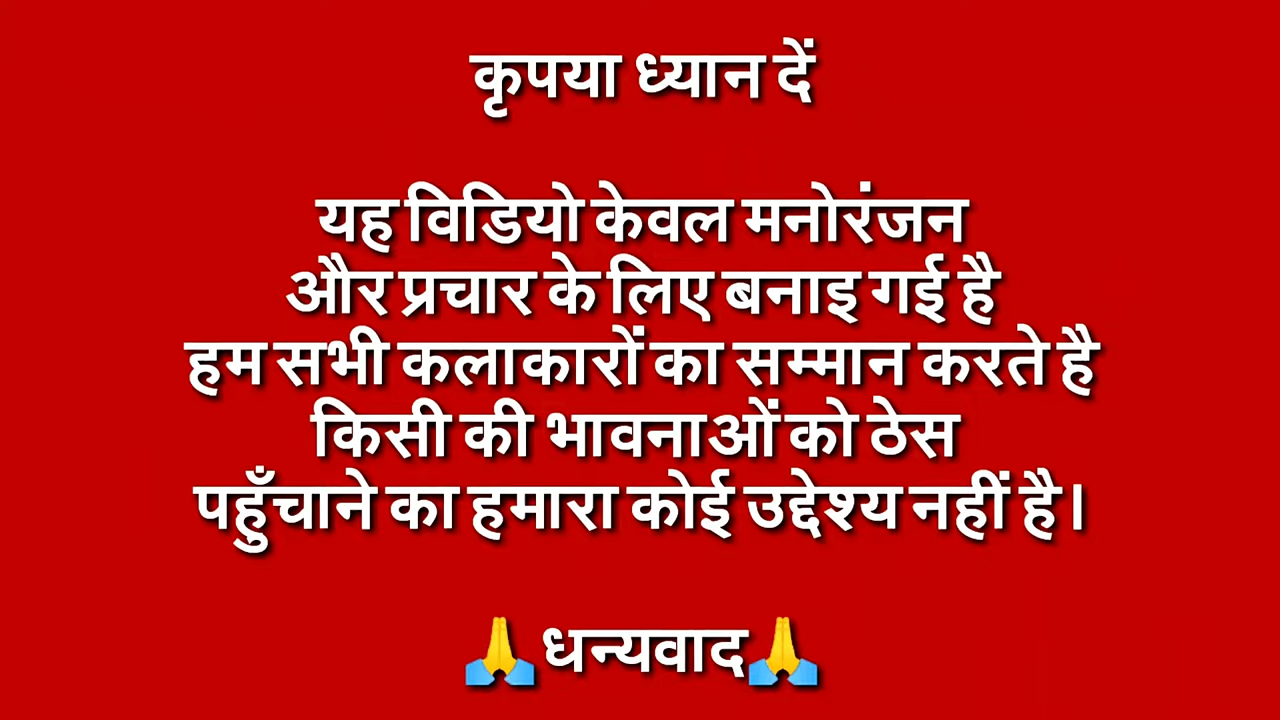 कृपया ध्यान दें
यह विडियो केवल मनोरंजन
और प्रचार के लिए बनाइ गई है
हम सभी कलाकारों का सम्मान करते है
किसी की भावनाओं को ठेस
पहुँचाने का हमारा कोई उद्देश्य नहीं है।
🙏धन्यवाद🙏